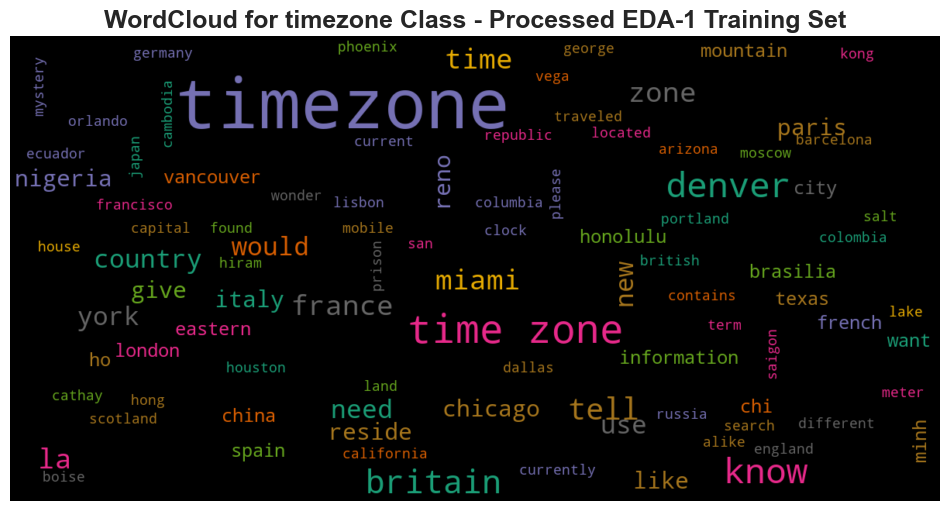 WordCloud for timezone Class - Processed EDA-1 Training Set
phoenix
george
mountain
kong
germany
time
vega
mystery
cambodia
timezone
zone
traveled
orlando
republic
located
paris
barcelona
current
japan
ecuador
arizona
moscow
nigeria
vancouver
reno
please
denver
city
wonder
francisco
lisbon
columbia
portland
salt
capital
found
mobile
clock
honolulu
colombia
house
would
san
prison
country
hiram
british
brasilia
miami
new
give
italy
france
contains
texas
lake
york
eastern
time zone
term
french
london
saigon
want
ho
houston
dallas
information
land
cathay
hong
meter
scotland
china
need
chicago
tell
use
russia
chi
search
different
reside
alike
minh
spain
california
england
la
boise
currently
know
britain
like